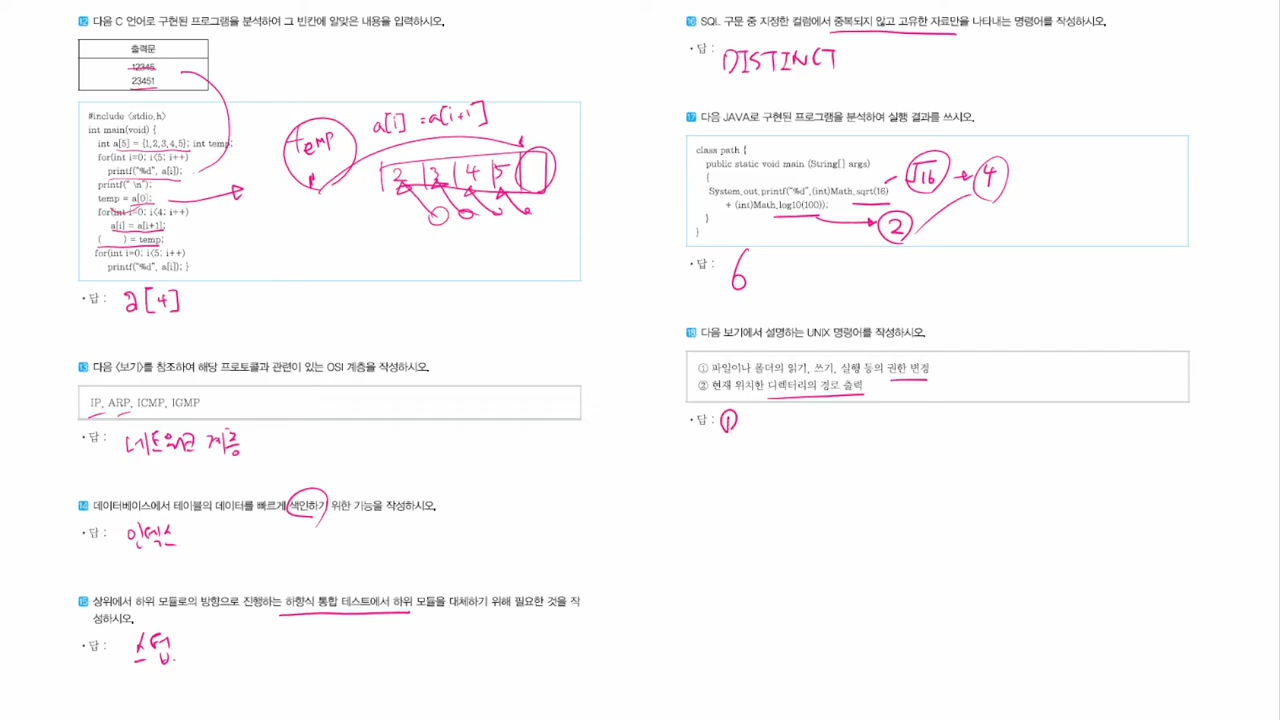 12 다음 C 언어로 구현된 프로그램을 분석하여 그 빈칸에 알맞은 내용을 입력하시오.
출력문
12345
23451
#include <stdio.h>
int main(void) {
int a[5] = {1,2,3,4,5}; int temp;
for(int i=0; i<5; i++)
printf("%d", a[i]);
printf(" \n");
temp = a[0];
for(int i=0; i<4; i++)
a[i] = a[i+1];
( ) = temp;
for(int i=0; i<5; i++)
printf("%d", a[i]); }
temp
a[i] = a[i+1]
2 3 4 5
• 답 : a[4]
13 다음 <보기>를 참조하여 해당 프로토콜과 관련이 있는 OSI 계층을 작성하시오.
IP, ARP, ICMP, IGMP
• 답 : 네트워크 계층
14 데이터베이스에서 테이블의 데이터를 빠르게 색인하기 위한 기능을 작성하시오.
• 답 : 인덱스
15 상위에서 하위 모듈로의 방향으로 진행하는 하향식 통합 테스트에서 하위 모듈을 대체하기 위해 필요한 것을 작
성하시오.
• 답 : 스텁
16 SQL 구문 중 지정한 컬럼에서 중복되지 않고 고유한 자료만을 나타내는 명령어를 작성하시오.
• 답 : DISTINCT
17 다음 JAVA로 구현된 프로그램을 분석하여 실행 결과를 쓰시오.
class path {
public static void main (String[] args)
{
System.out.printf("%d",(int)Math.sqrt(16)
+ (int)Math.log10(100));
}
}
√16 → 4
2
• 답 : 6
18 다음 보기에서 설명하는 UNIX 명령어를 작성하시오.
① 파일이나 폴더의 읽기, 쓰기, 실행 등의 권한 변경
② 현재 위치한 디렉터리의 경로 출력
• 답 : ①